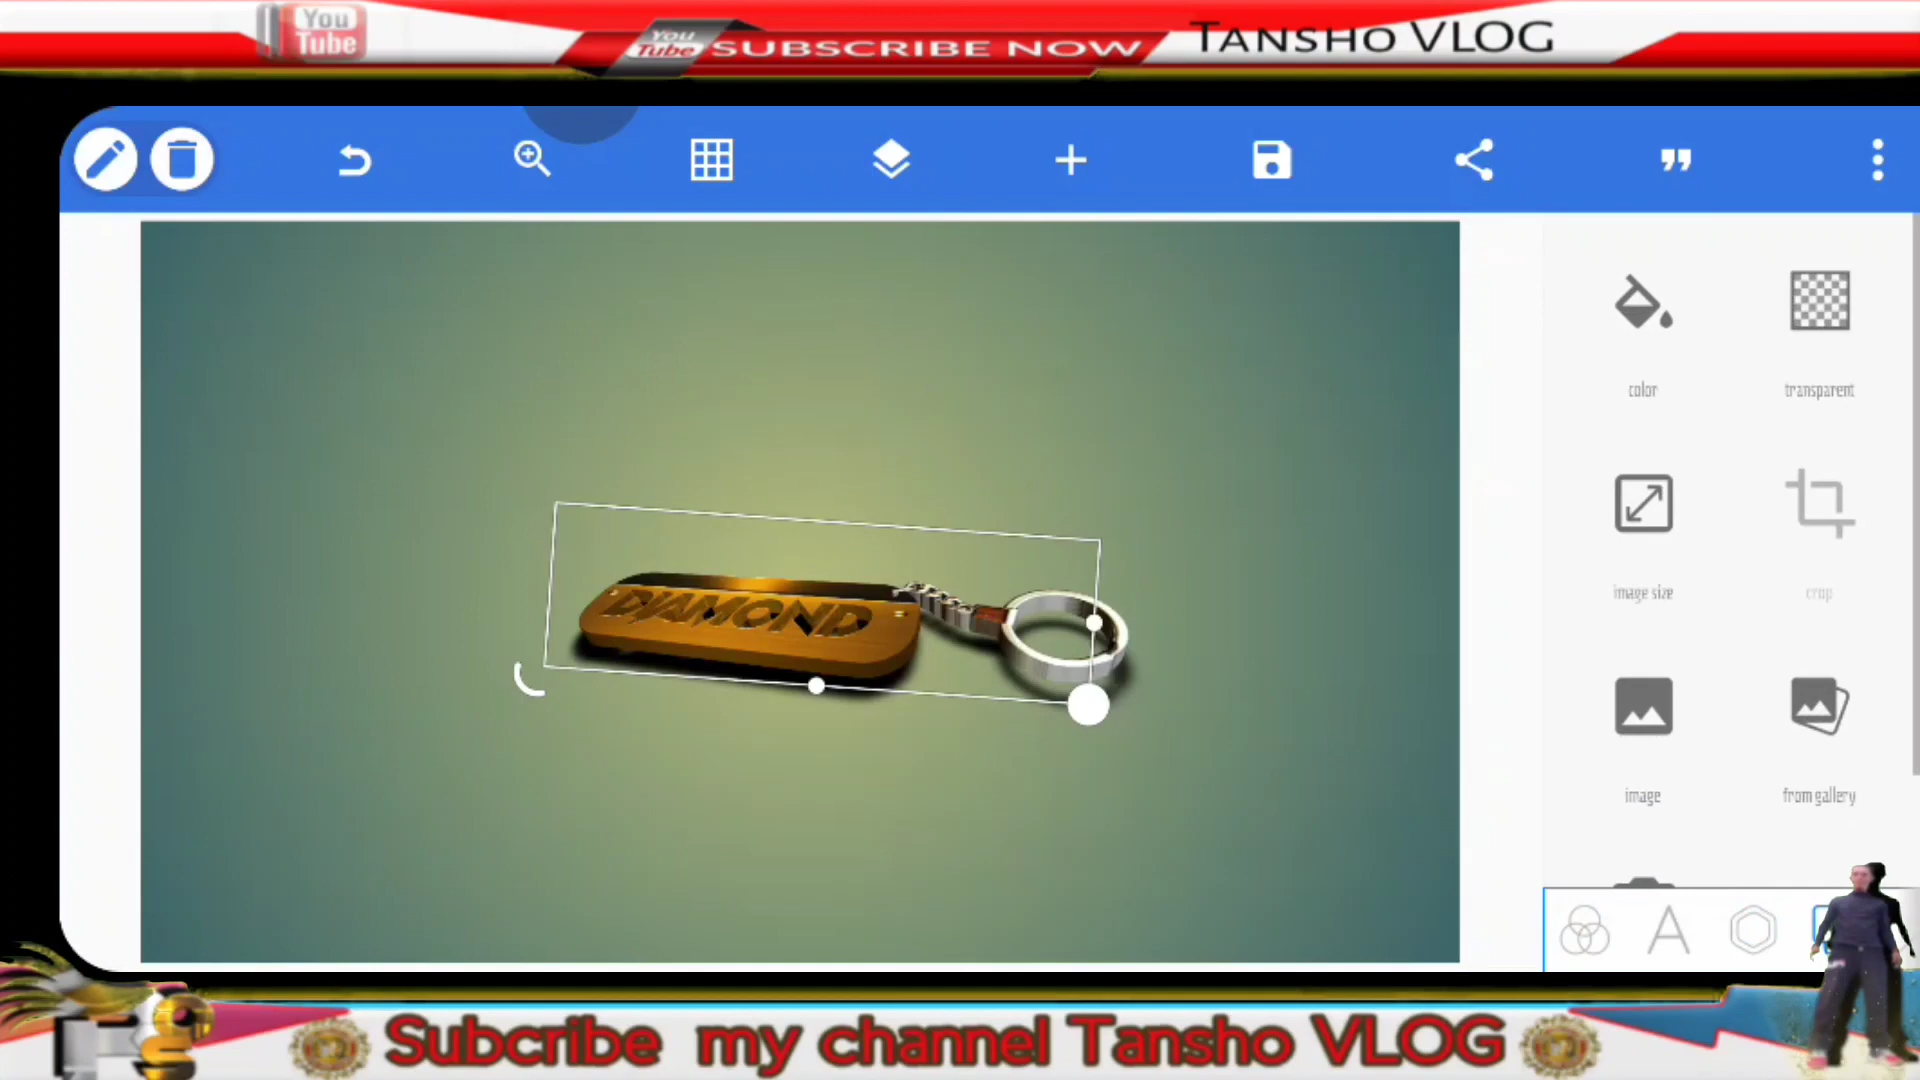 You
Tube
You
Tube SUBSCRIBE NOW
TANSHO VLOG
color
transparent
DIAMOND
image size
crop
image
from gallery
Subcribe my channel Tansho VLOG